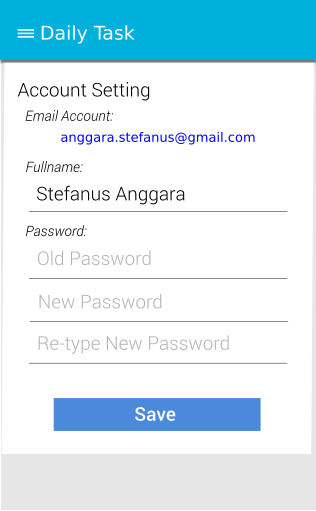 Daily Task
Account Setting
Email Account:
anggara.stefanus@gmail.com
Fullname:
Stefanus Anggara
Password:
Old Password
New Password
Re-type New Password
Save